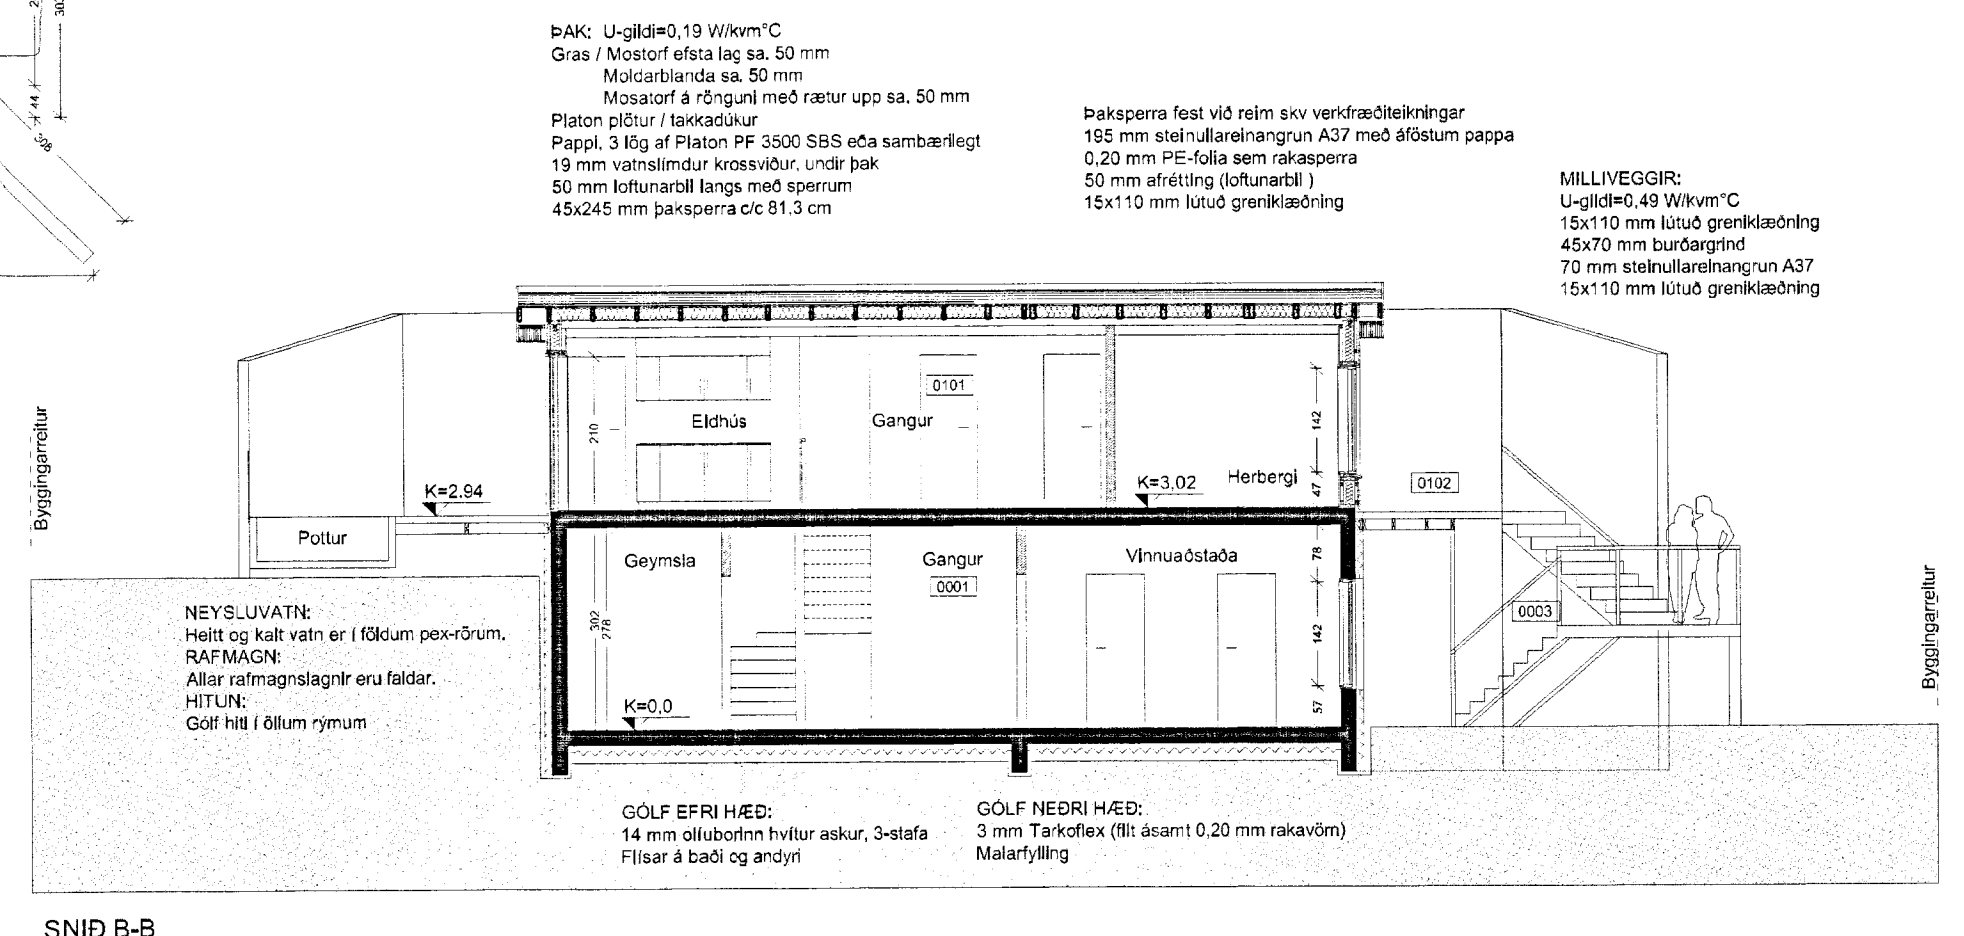 ÞAK: U-gildi=0,19 W/kvm°C
Gras / Mostorf efsta lag sa. 50 mm
Moldarblanda sa. 50 mm
Mosatorf á röngunni með rætur upp sa. 50 mm
Platon plötur / takkadúkur
Pappi, 3 lög af Platon PF 3500 SBS eða sambærilegt
19 mm vatnslímdur krossviður, undir þak
50 mm loftunarbil langs með sperrum
45x245 mm þaksperra c/c 81,3 cm
Þaksperra fest við reim skv verkfræðiteikningar
195 mm steinullareinangrun A37 með áföstum pappa
0,20 mm PE-folia sem rakasperra
50 mm afrétting (loftunarbil )
15x110 mm lútuð greniklæðning
MILLIVEGGIR:
U-gildi=0,49 W/kvm°C
15x110 mm lútuð greniklæðning
45x70 mm burðargrind
70 mm steinullareinangrun A37
15x110 mm lútuð greniklæðning
44
308
Byggingarreitur
210
Eldhús
0101
Gangur
142
47
Herbergi
K=2.94
K=3,02
0102
Pottur
Geymsla
Gangur
0001
Vinnuaðstaða
78
142
57
302
278
K=0,0
0003
Byggingarreitur
NEYSLUVATN:
Heitt og kalt vatn er í földum pex-rörum.
RAFMAGN:
Allar rafmagnslagnir eru faldar.
HITUN:
Gólf hiti í öllum rýmum
GÓLF EFRI HÆÐ:
14 mm olíuborinn hvítur askur, 3-stafa
Flísar á baði og andyri
GÓLF NEÐRI HÆÐ:
3 mm Tarkoflex (filt ásamt 0,20 mm rakavörn)
Malarfylling
SNIÐ B-B